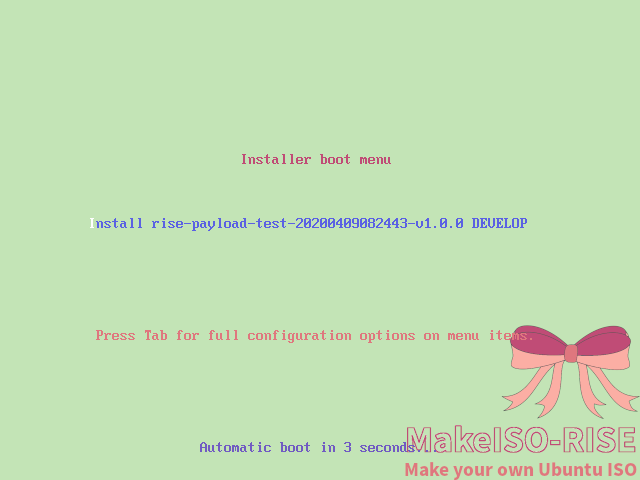 Installer boot menu
Install rise-payload-test-20200409082443-v1.0.0 DEVELOP
Press Tab for full configuration options on menu items.
MakeISO-RISE
Automatic boot in 3 seconds...
Make your own Ubuntu ISO